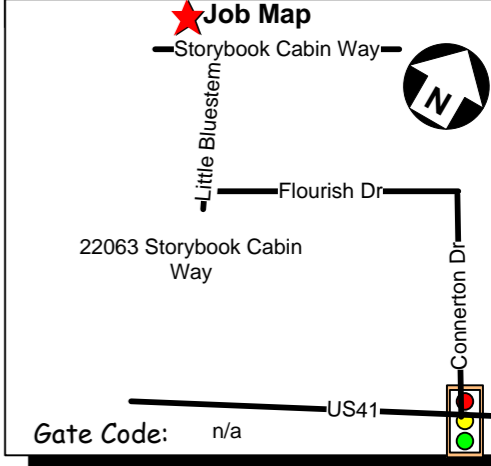 Job Map
Storybook Cabin Way
N
Little Bluestem
Flourish Dr
22063 Storybook Cabin
Way
Connerton Dr
US41
Gate Code: n/a